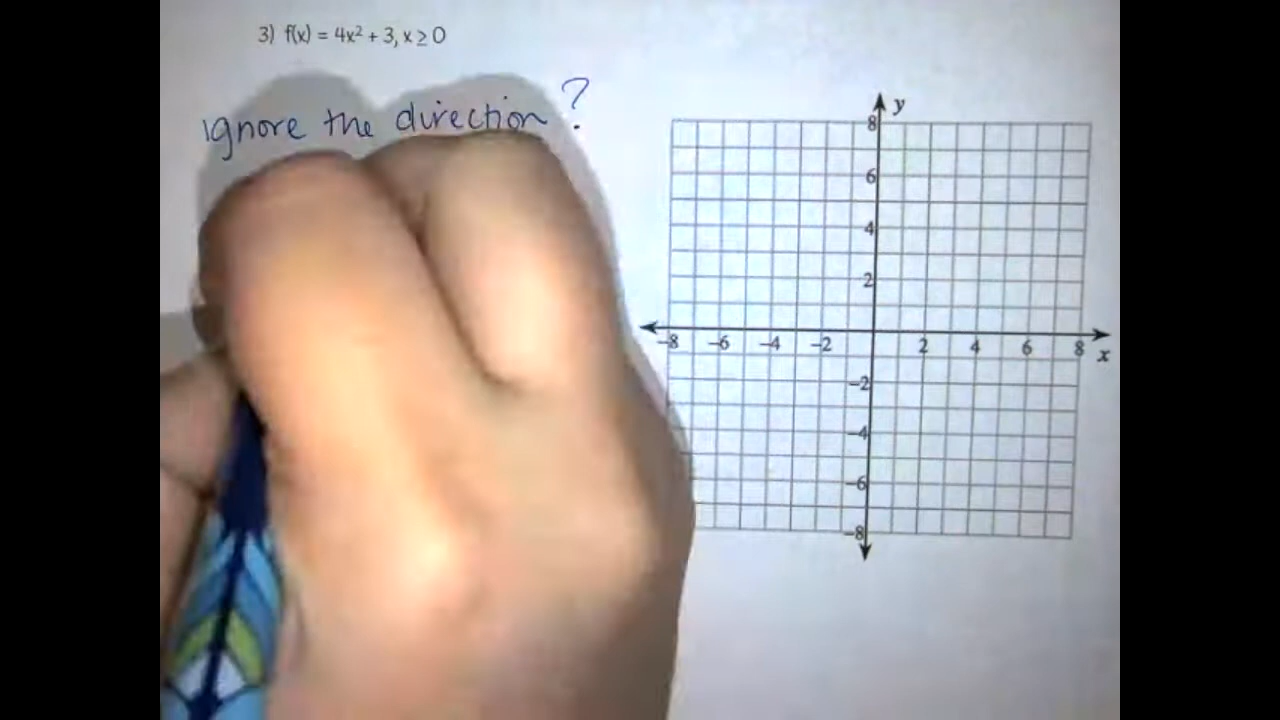 3) f(x) = 4x² + 3, x ≥ 0
ignore the direction ?
y
8
6
4
2
-8 -6 -4 -2 2 4 6 8 x
-2
-4
-6
-8